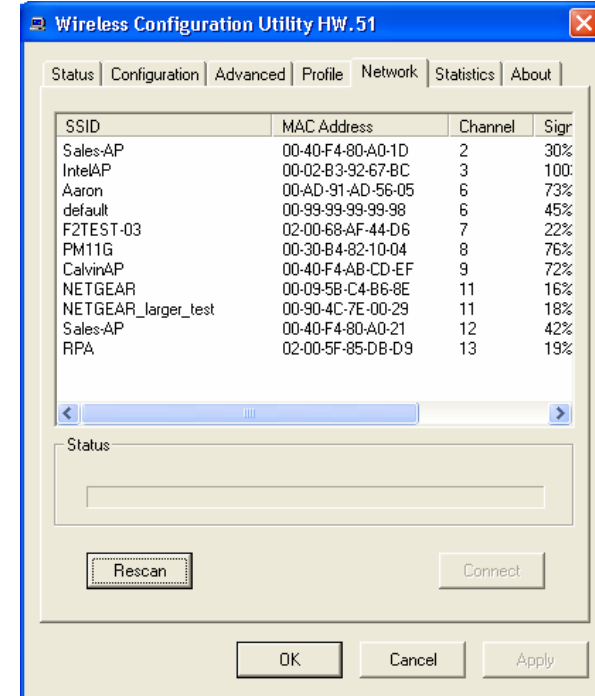 Wireless Configuration Utility HW.51
Status Configuration Advanced Profile Network Statistics About
SSID MAC Address Channel Sigr
Sales-AP 00-40-F4-80-A0-1D 2 30%
IntelAP 00-02-B3-92-67-BC 3 100%
Aaron 00-AD-91-AD-56-05 6 73%
default 00-99-99-99-99-98 6 45%
F2TEST-03 02-00-68-AF-44-D6 7 22%
PM11G 00-30-B4-82-10-04 8 76%
CalvinAP 00-40-F4-AB-CD-EF 9 72%
NETGEAR 00-09-5B-C4-B6-8E 11 16%
NETGEAR_larger_test 00-90-4C-7E-00-29 11 18%
Sales-AP 00-40-F4-80-A0-21 12 42%
RPA 02-00-5F-85-DB-D9 13 19%
Status
Rescan Connect
OK Cancel Apply